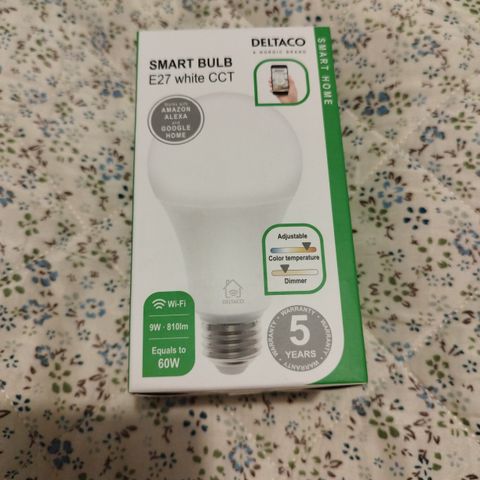 DELTACO
A NORDIC BRAND
SMART HOME
SMART BULB
E27 white CCT
Works with
AMAZON
ALEXA
and
GOOGLE
HOME
Adjustable
Color temperature
Dimmer
DELTACO
Wi-Fi
9W · 810lm
Equals to
60W
WARRANTY · WARRANTY · WARRANTY · WARRANTY
5
YEARS